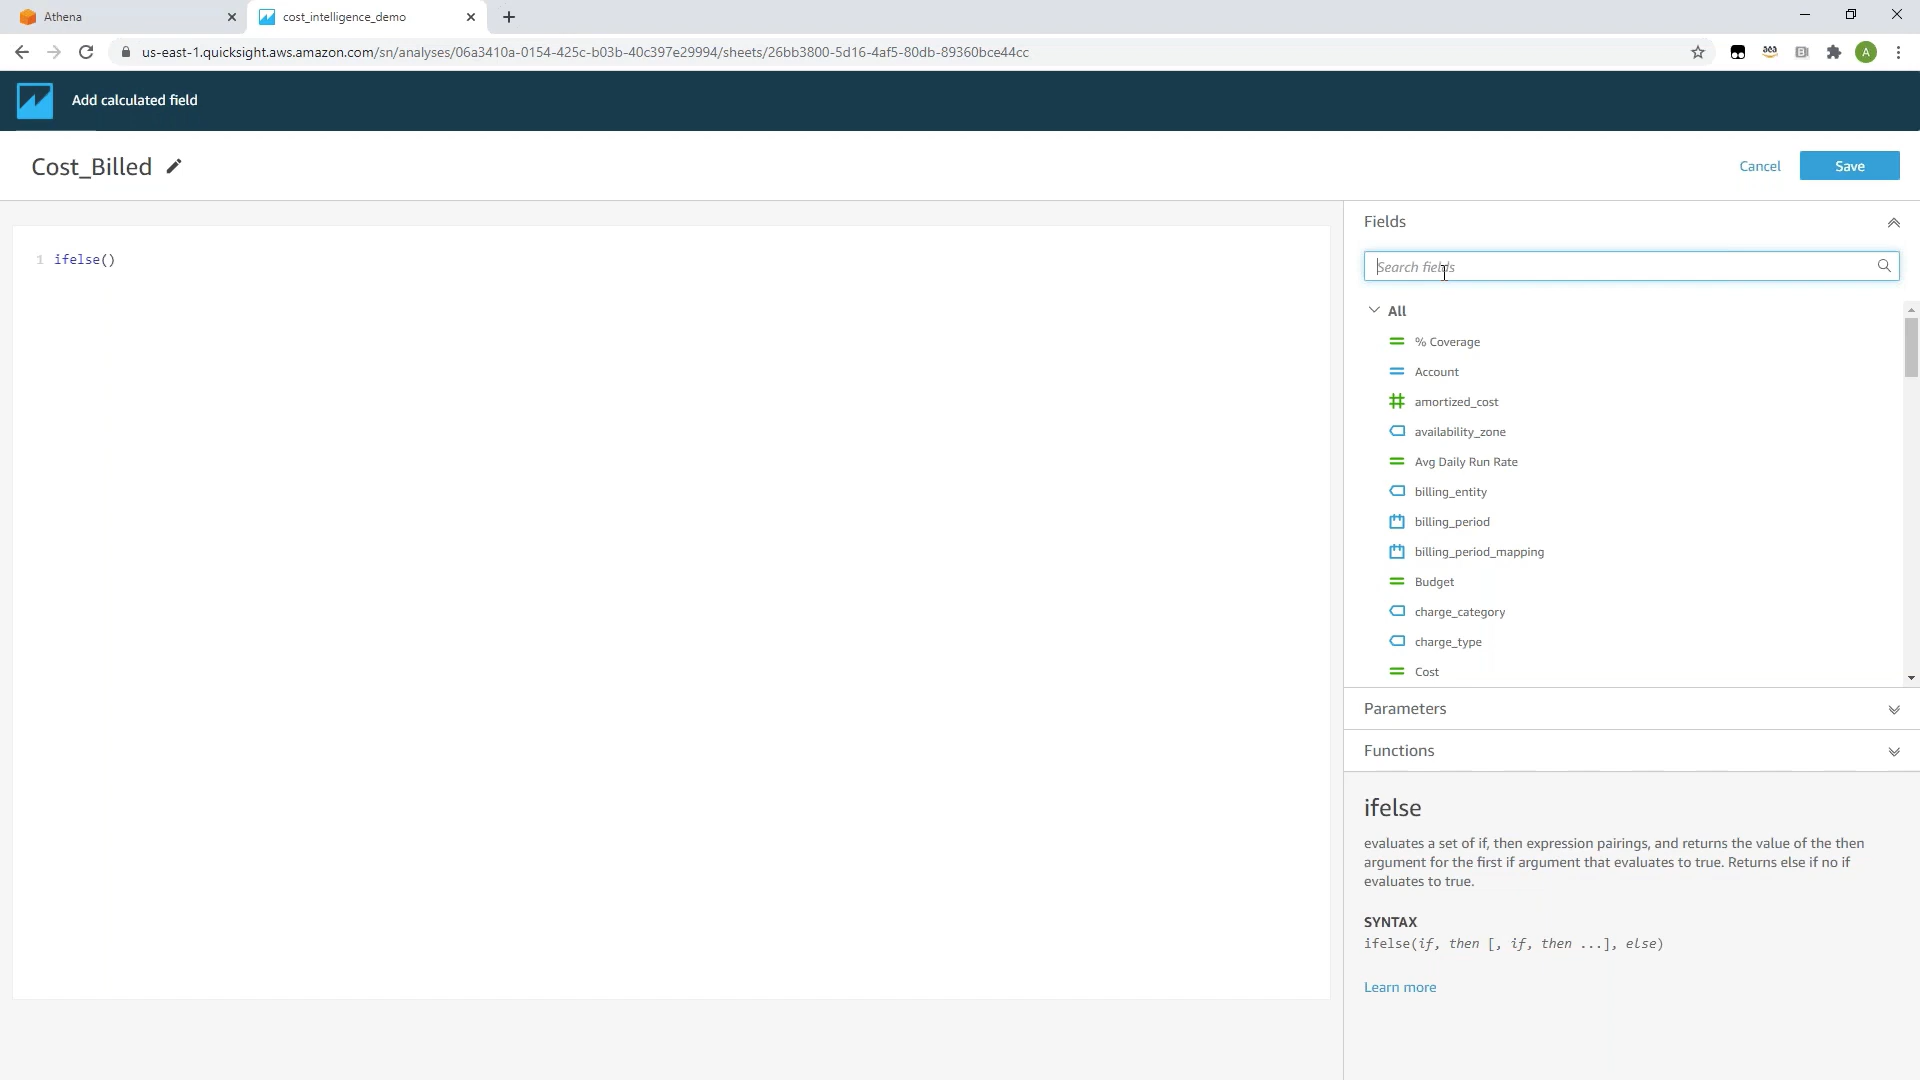 Athena
cost_intelligence_demo
us-east-1.quicksight.aws.amazon.com/sn/analyses/06a3410a-0154-425c-b03b-40c397e29994/sheets/26bb3800-5d16-4af5-80db-89360bce44cc
A
Add calculated field
Cost_Billed
Cancel
Save
1 ifelse()
Fields
Search fields
All
% Coverage
Account
amortized_cost
availability_zone
Avg Daily Run Rate
billing_entity
billing_period
billing_period_mapping
Budget
charge_category
charge_type
Cost
Parameters
Functions
ifelse
evaluates a set of if, then expression pairings, and returns the value of the then
argument for the first if argument that evaluates to true. Returns else if no if
evaluates to true.
SYNTAX
ifelse(if, then [, if, then ...], else)
Learn more